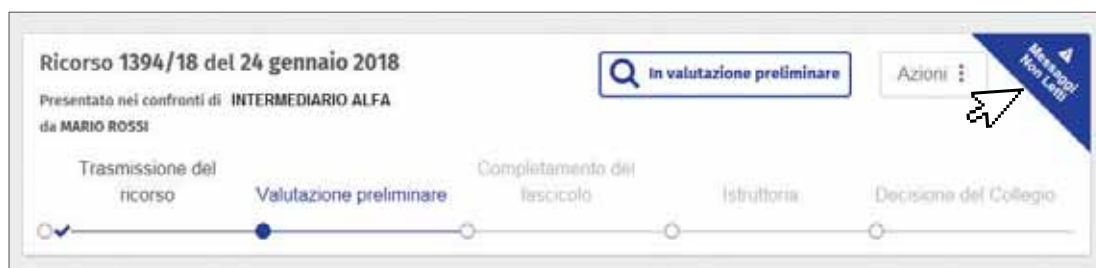 Ricorso 1394/18 del 24 gennaio 2018
In valutazione preliminare
Azioni
Messaggi
Non Letti
Presentato nei confronti di INTERMEDIARIO ALFA
da MARIO ROSSI
Trasmissione del
ricorso
Valutazione preliminare
Completamento del
fascicolo
Istruttoria
Decisione del Collegio